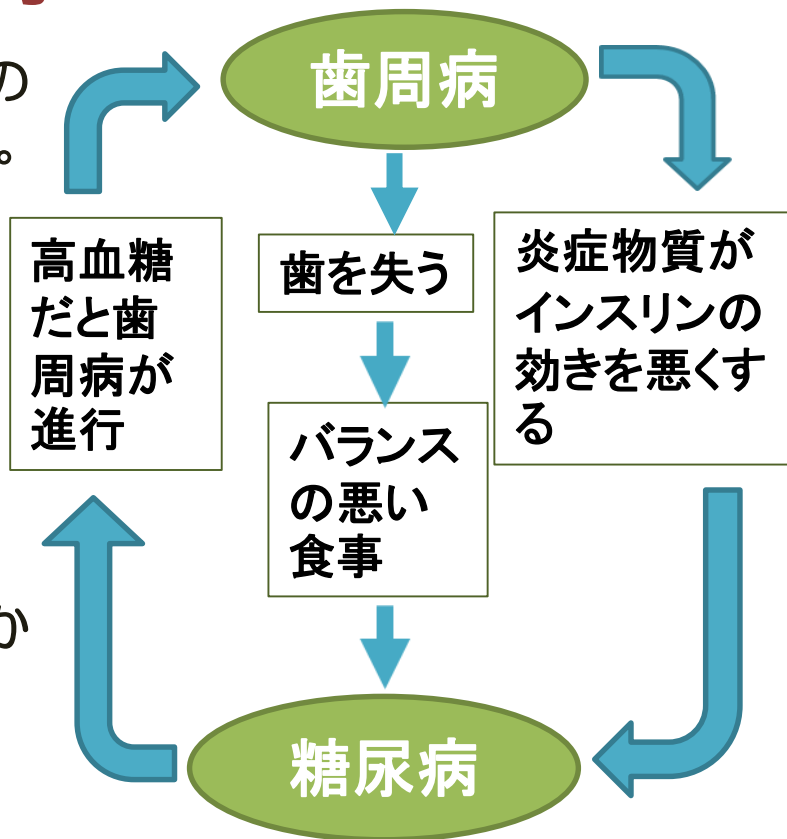 の
。
歯周病
高血糖
だと歯
周病が
進行
歯を失う
炎症物質が
インスリンの
効きを悪くす
る
バランス
の悪い
食事
か
糖尿病